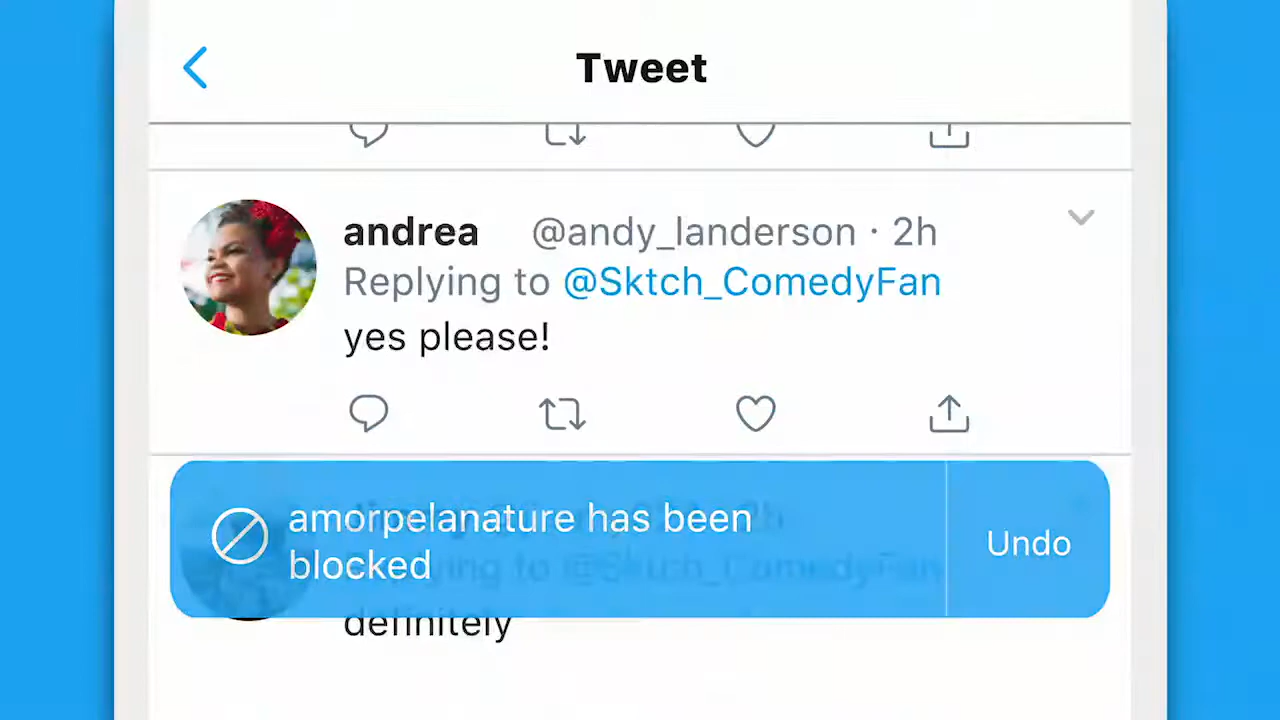 Tweet
andrea @andy_landerson · 2h
Replying to @Sktch_ComedyFan
yes please!
amorpelanature has been
blocked
Undo
definitely